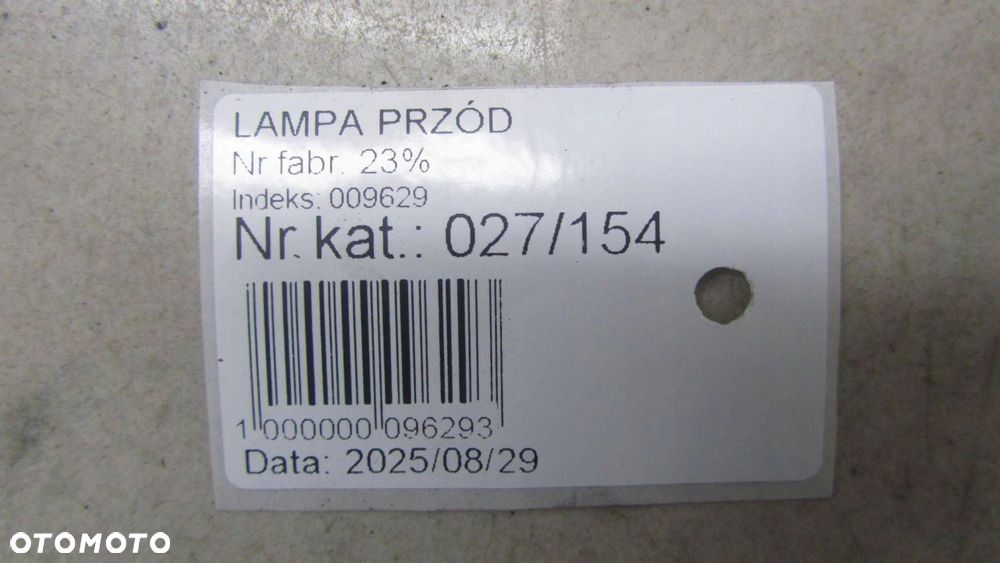 LAMPA PRZÓD
Nr fabr. 23%
Indeks: 009629
Nr.kat.: 027/154
1 000000 096293
Data: 2025/08/29
OTOMOTO